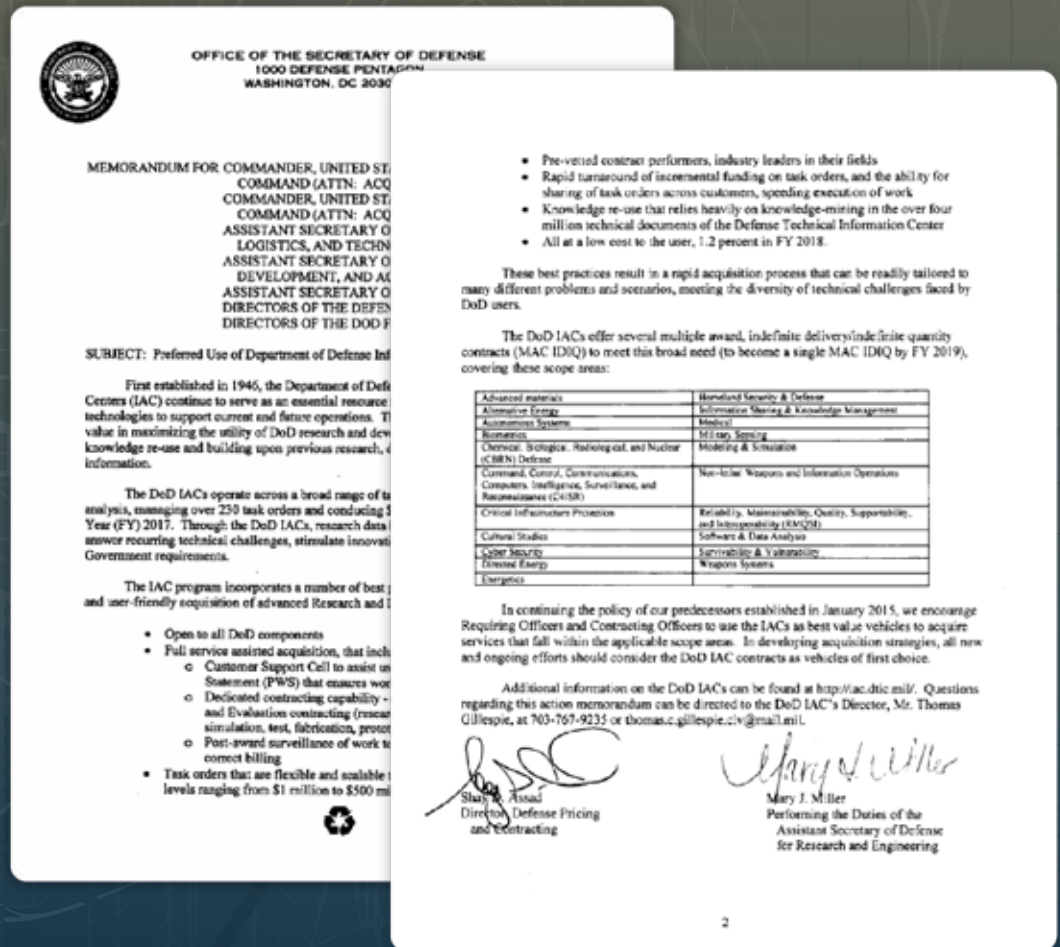 OFFICE OF THE SECRETARY OF DEFENSE
1000 DEFENSE PENTAGON
WASHINGTON, DC 2030
MEMORANDUM FOR COMMANDER, UNITED STA
COMMAND (ATTN: ACQ
COMMANDER, UNITED STA
COMMAND (ATTN: ACQ
ASSISTANT SECRETARY O
LOGISTICS, AND TECHN
ASSISTANT SECRETARY O
DEVELOPMENT, AND AC
ASSISTANT SECRETARY O
DIRECTORS OF THE DEFEN
DIRECTORS OF THE DOD F
SUBJECT: Preferred Use of Department of Defense Inf
First established in 1946, the Department of Defe
Centers (IAC) continue to serve as an essential resource
technologies to support current and future operations. T
value in maximizing the utility of DoD research and dev
knowledge re-use and building upon previous research, d
information.
The DoD IACs operate across a broad range of ta
analysis, managing over 230 task orders and conducing $
Year (FY) 2017. Through the DoD IACs, research data
answer recurring technical challenges, stimulate innovati
Government requirements.
The IAC program incorporates a number of best p
and user-friendly acquisition of advanced Research and D
• Open to all DoD components
• Full service assisted acquisition, that incl
o Customer Support Cell to assist us
Statement (PWS) that ensures wor
o Dedicated contracting capability -
and Evaluation contracting (resear
simulation, test, fabrication, protot
o Post-award surveillance of work to
correct billing
• Task orders that are flexible and scalable t
levels ranging from $1 million to $500 mi
• Pre-vetted contract performers, industry leaders in their fields
• Rapid turnaround of incremental funding on task orders, and the ability for
sharing of task orders across customers, speeding execution of work
• Knowledge re-use that relies heavily on knowledge-mining in the over four
million technical documents of the Defense Technical Information Center
• All at a low cost to the user, 1.2 percent in FY 2018.
These best practices result in a rapid acquisition process that can be readily tailored to
many different problems and scenarios, meeting the diversity of technical challenges faced by
DoD users.
The DoD IACs offer several multiple award, indefinite delivery/indefinite quantity
contracts (MAC IDIQ) to meet this broad need (to become a single MAC IDIQ by FY 2019),
covering these scope areas:
Advanced materials Homeland Security & Defense
Alternative Energy Information Sharing & Knowledge Management
Autonomous Systems Medical
Biometrics Military Sensing
Chemical, Biological, Radiological, and Nuclear Modeling & Simulation
(CBRN) Defense
Command, Control, Communications, Non-lethal Weapons and Information Operations
Computers, Intelligence, Surveillance, and
Reconnaissance (C4ISR)
Critical Infrastructure Protection Reliability, Maintainability, Quality, Supportability,
and Interoperability (RMQSI)
Cultural Studies Software & Data Analysis
Cyber Security Survivability & Vulnerability
Directed Energy Weapons Systems
Energetics
In continuing the policy of our predecessors established in January 2015, we encourage
Requiring Officers and Contracting Officers to use the IACs as best value vehicles to acquire
services that fall within the applicable scope areas. In developing acquisition strategies, all new
and ongoing efforts should consider the DoD IAC contracts as vehicles of first choice.
Additional information on the DoD IACs can be found at http://iac.dtic.mil/. Questions
regarding this action memorandum can be directed to the DoD IAC's Director, Mr. Thomas
Gillespie, at 703-767-9235 or thomas.c.gillespie.civ@mail.mil.
Mary J. Miller
Shay D. Assad
Director, Defense Pricing
and Contracting
Mary J. Miller
Performing the Duties of the
Assistant Secretary of Defense
for Research and Engineering
2